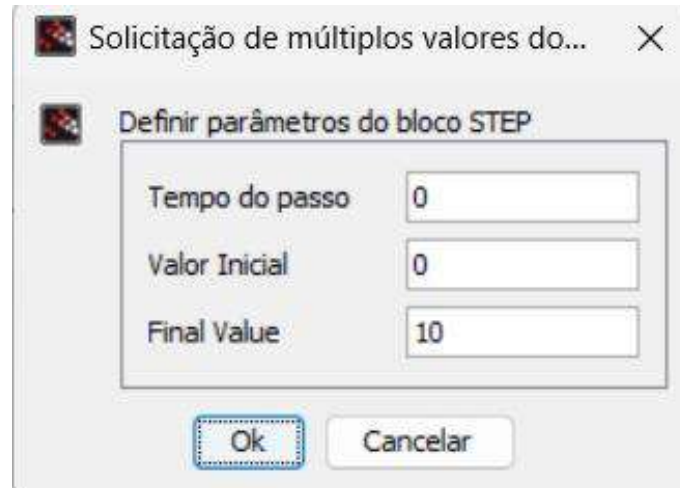 Solicitação de múltiplos valores do...
Definir parâmetros do bloco STEP
Tempo do passo 0
Valor Inicial 0
Final Value 10
Ok Cancelar